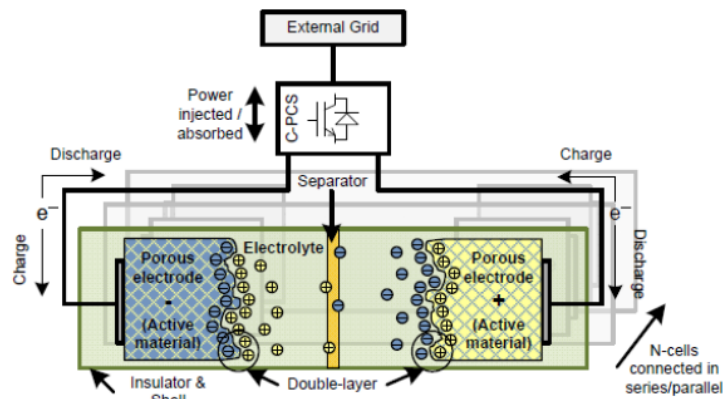 External Grid
Power
injected /
absorbed
C-PCS
Discharge
Charge
Separator
e⁻
e⁻
Charge
Discharge
Electrolyte
Porous
electrode
-
(Active
material)
Porous
electrode
+
(Active
material)
Insulator &
Double-layer
N-cells
connected in
series/parallel